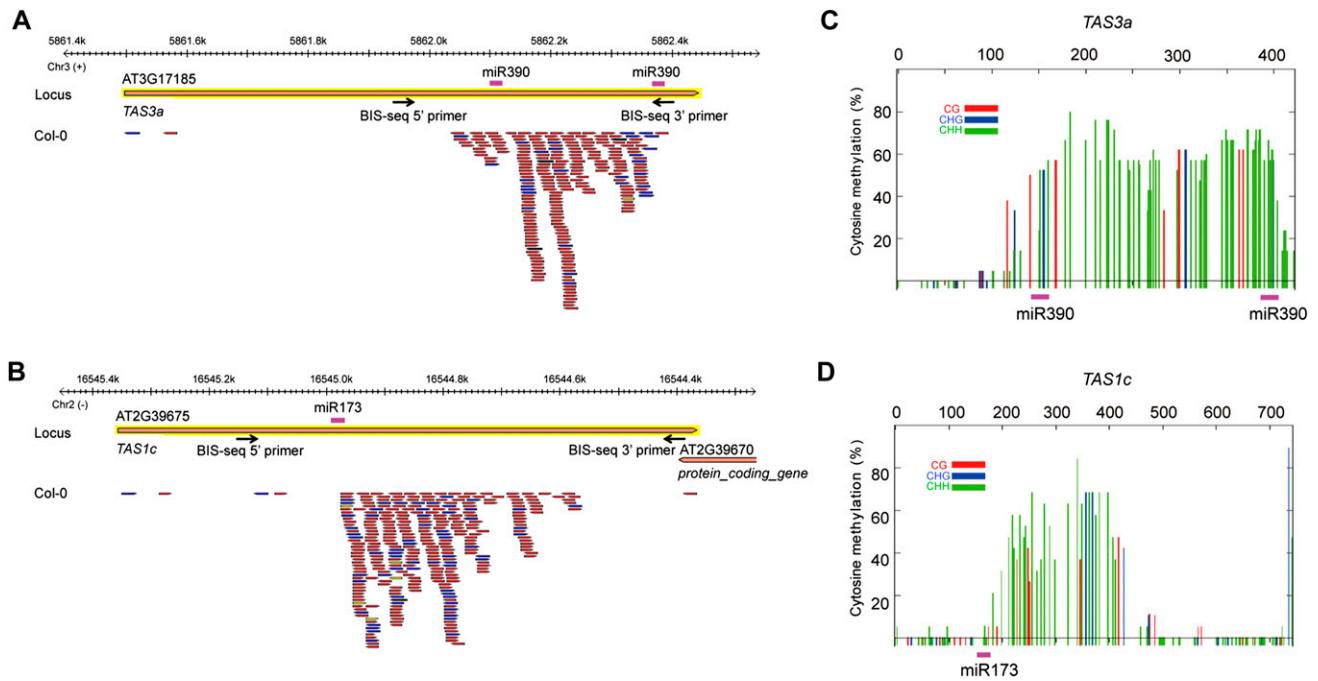 A
5861.4k 5861.6k 5861.8k 5862.0k 5862.2k 5862.4k
Chr3 (+)
AT3G17185
miR390 miR390
Locus
TAS3a
BIS-seq 5' primer BIS-seq 3' primer
Col-0
B
16545.4k 16545.2k 16545.0k 16544.8k 16544.6k 16544.4k
Chr2 (-)
AT2G39675
miR173
Locus
TAS1c
BIS-seq 5' primer BIS-seq 3' primer
AT2G39670
protein_coding_gene
Col-0
C
TAS3a
0 100 200 300 400
Cytosine methylation (%)
80
60
40
20
CG
CHG
CHH
miR390 miR390
D
TAS1c
0 100 200 300 400 500 600 700
Cytosine methylation (%)
80
60
40
20
CG
CHG
CHH
miR173